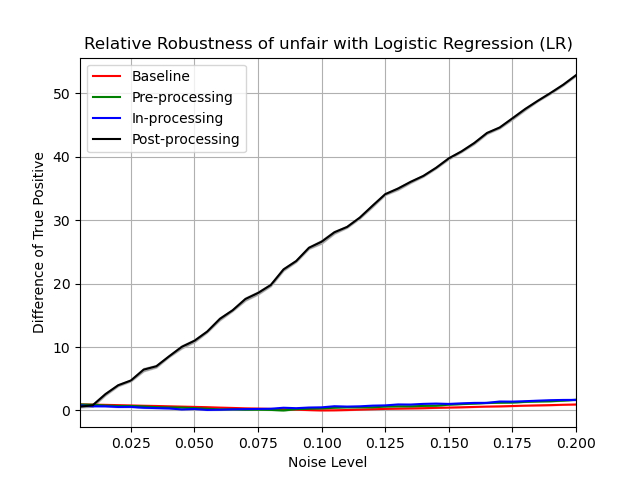 Relative Robustness of unfair with Logistic Regression (LR)
Baseline
Pre-processing
In-processing
Post-processing
Difference of True Positive
50
40
30
20
10
0
0.025 0.050 0.075 0.100 0.125 0.150 0.175 0.200
Noise Level